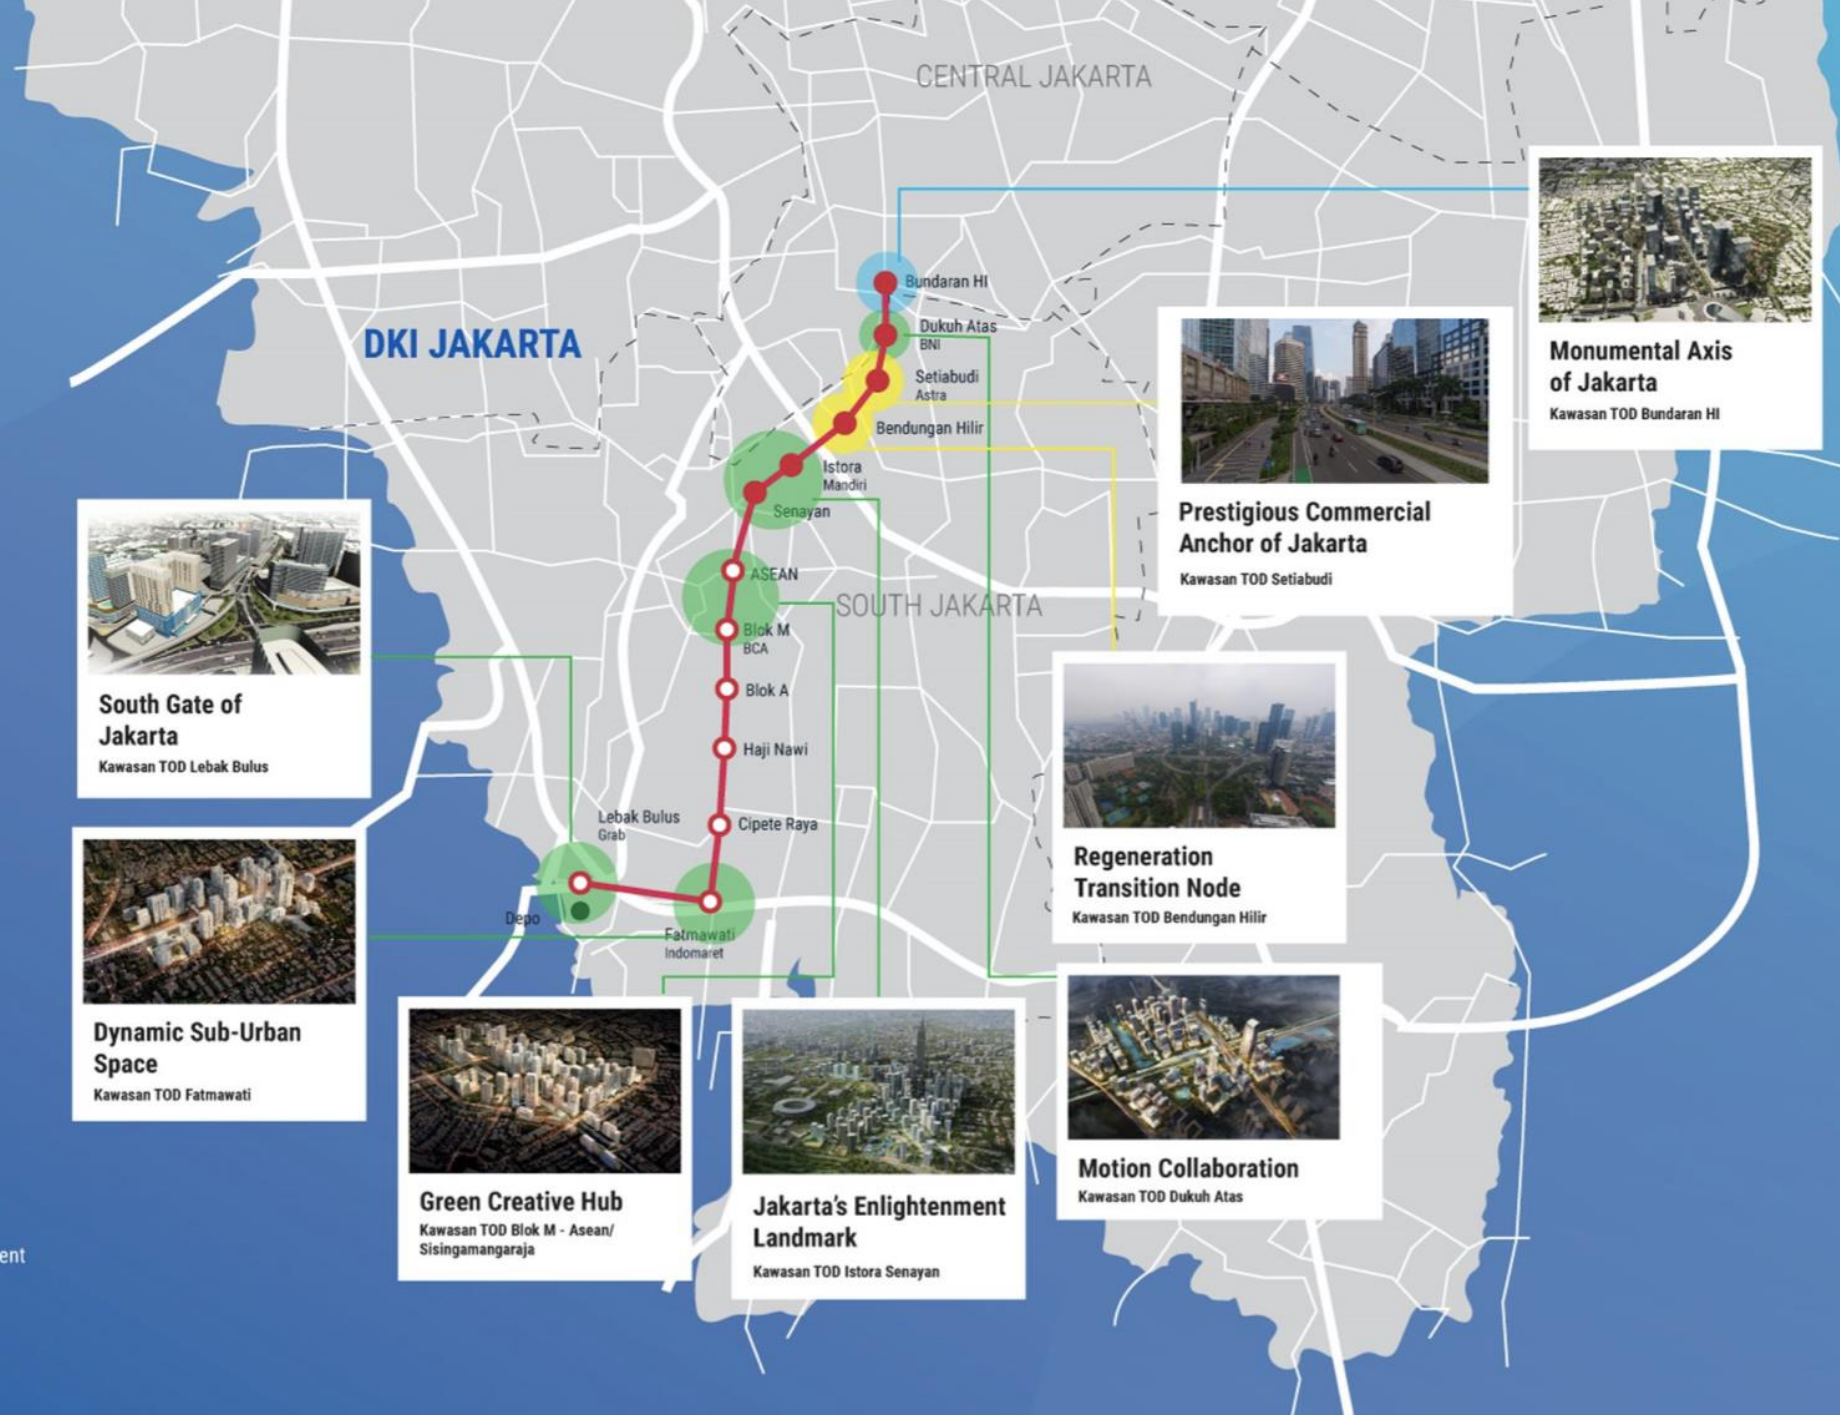 CENTRAL JAKARTA
DKI JAKARTA
SOUTH JAKARTA
Bundaran HI
Dukuh Atas
BNI
Setiabudi
Astra
Bendungan Hilir
Istora
Mandiri
Senayan
ASEAN
Blok M
BCA
Blok A
Haji Nawi
Cipete Raya
Lebak Bulus
Grab
Depo
Fatmawati
Indomaret
Monumental Axis
of Jakarta
Kawasan TOD Bundaran HI
Prestigious Commercial
Anchor of Jakarta
Kawasan TOD Setiabudi
South Gate of
Jakarta
Kawasan TOD Lebak Bulus
Regeneration
Transition Node
Kawasan TOD Bendungan Hilir
Dynamic Sub-Urban
Space
Kawasan TOD Fatmawati
Green Creative Hub
Kawasan TOD Blok M - Asean/
Sisingamangaraja
Jakarta's Enlightenment
Landmark
Kawasan TOD Istora Senayan
Motion Collaboration
Kawasan TOD Dukuh Atas
ent